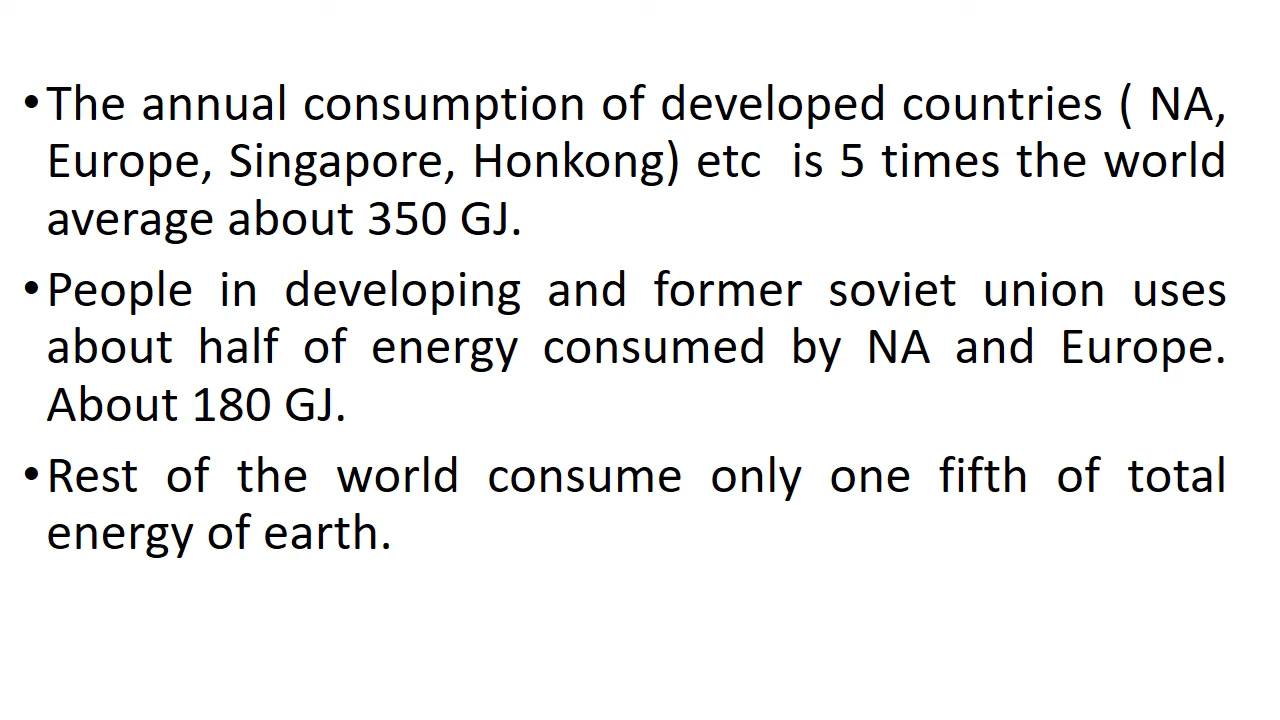 •The annual consumption of developed countries ( NA,
Europe, Singapore, Honkong) etc  is 5 times the world
average about 350 GJ.
•People in developing and former soviet union uses
about half of energy consumed by NA and Europe.
About 180 GJ.
•Rest of the world consume only one fifth of total
energy of earth.